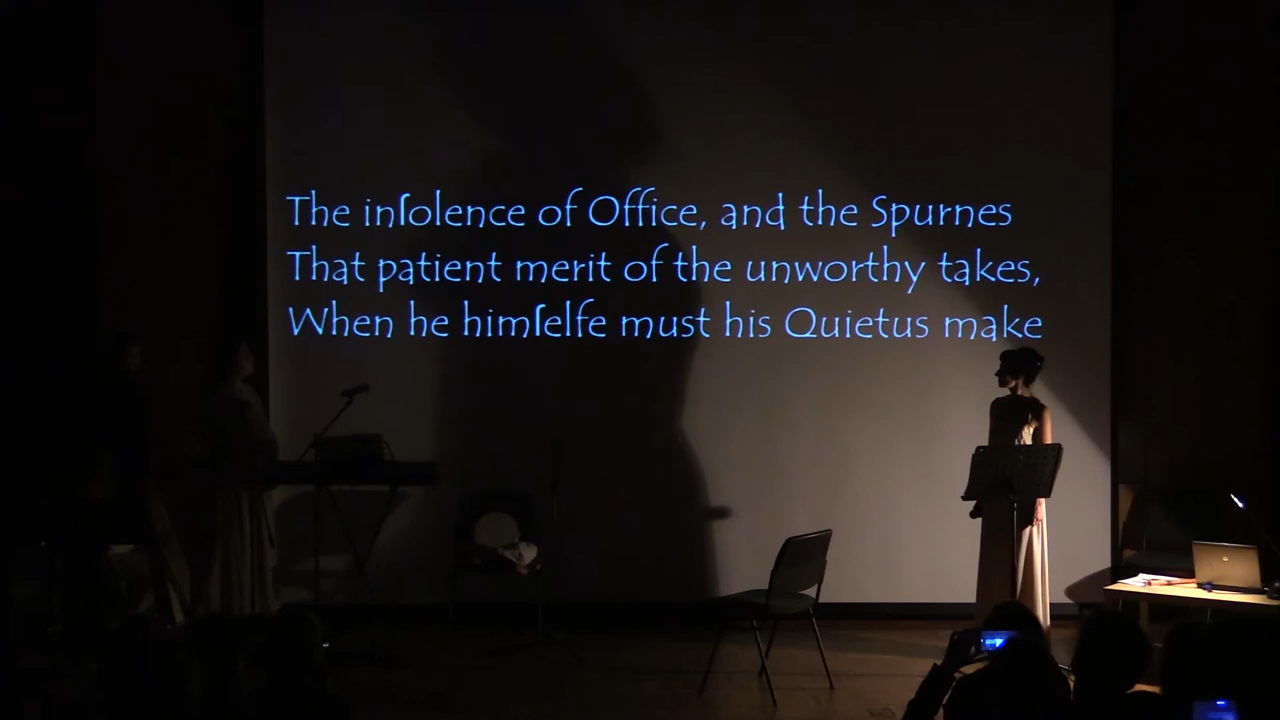 The inſolence of Office, and the Spurnes
That patient merit of the unworthy takes,
When he himſelfe must his Quietus make